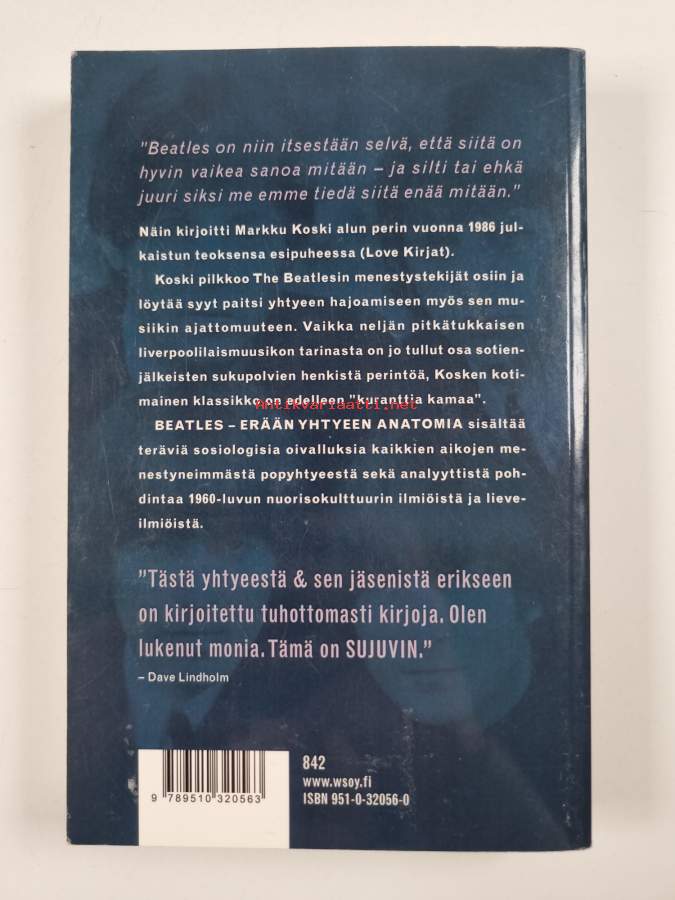 "Beatles on niin itsestään selvä, että siitä on
hyvin vaikea sanoa mitään – ja silti tai ehkä
juuri siksi me emme tiedä siitä enää mitään."
Näin kirjoitti Markku Koski alun perin vuonna 1986 jul-
kaistun teoksensa esipuheessa (Love Kirjat).
Koski pilkkoo The Beatlesin menestystekijät osiin ja
löytää syyt paitsi yhtyeen hajoamiseen myös sen mu-
siikin ajattomuuteen. Vaikka neljän pitkätukkaisen
liverpoolilaismuusikon tarinasta on jo tullut osa sotien-
jälkeisten sukupolvien henkistä perintöä, Kosken koti-
mainen klassikko on edelleen "kuranttia kamaa".
Antikvariaatti.net
BEATLES – ERÄÄN YHTYEEN ANATOMIA sisältää
teräviä sosiologisia oivalluksia kaikkien aikojen me-
nestyneimmästä popyhtyeestä sekä analyyttistä poh-
dintaa 1960-luvun nuorisokulttuurin ilmiöistä ja lieve-
ilmiöistä.
"Tästä yhtyeestä & sen jäsenistä erikseen
on kirjoitettu tuhottomasti kirjoja. Olen
lukenut monia. Tämä on SUJUVIN."
– Dave Lindholm
842
www.wsoy.fi
ISBN 951-0-32056-0
9 789510 320563